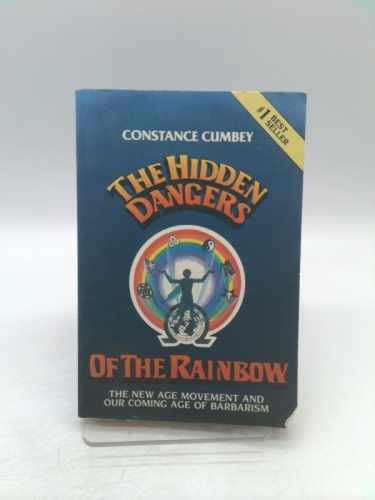 #1 BEST
SELLER
CONSTANCE CUMBEY
THE HIDDEN
DANGERS
OF THE RAINBOW
THE NEW AGE MOVEMENT AND
OUR COMING AGE OF BARBARISM